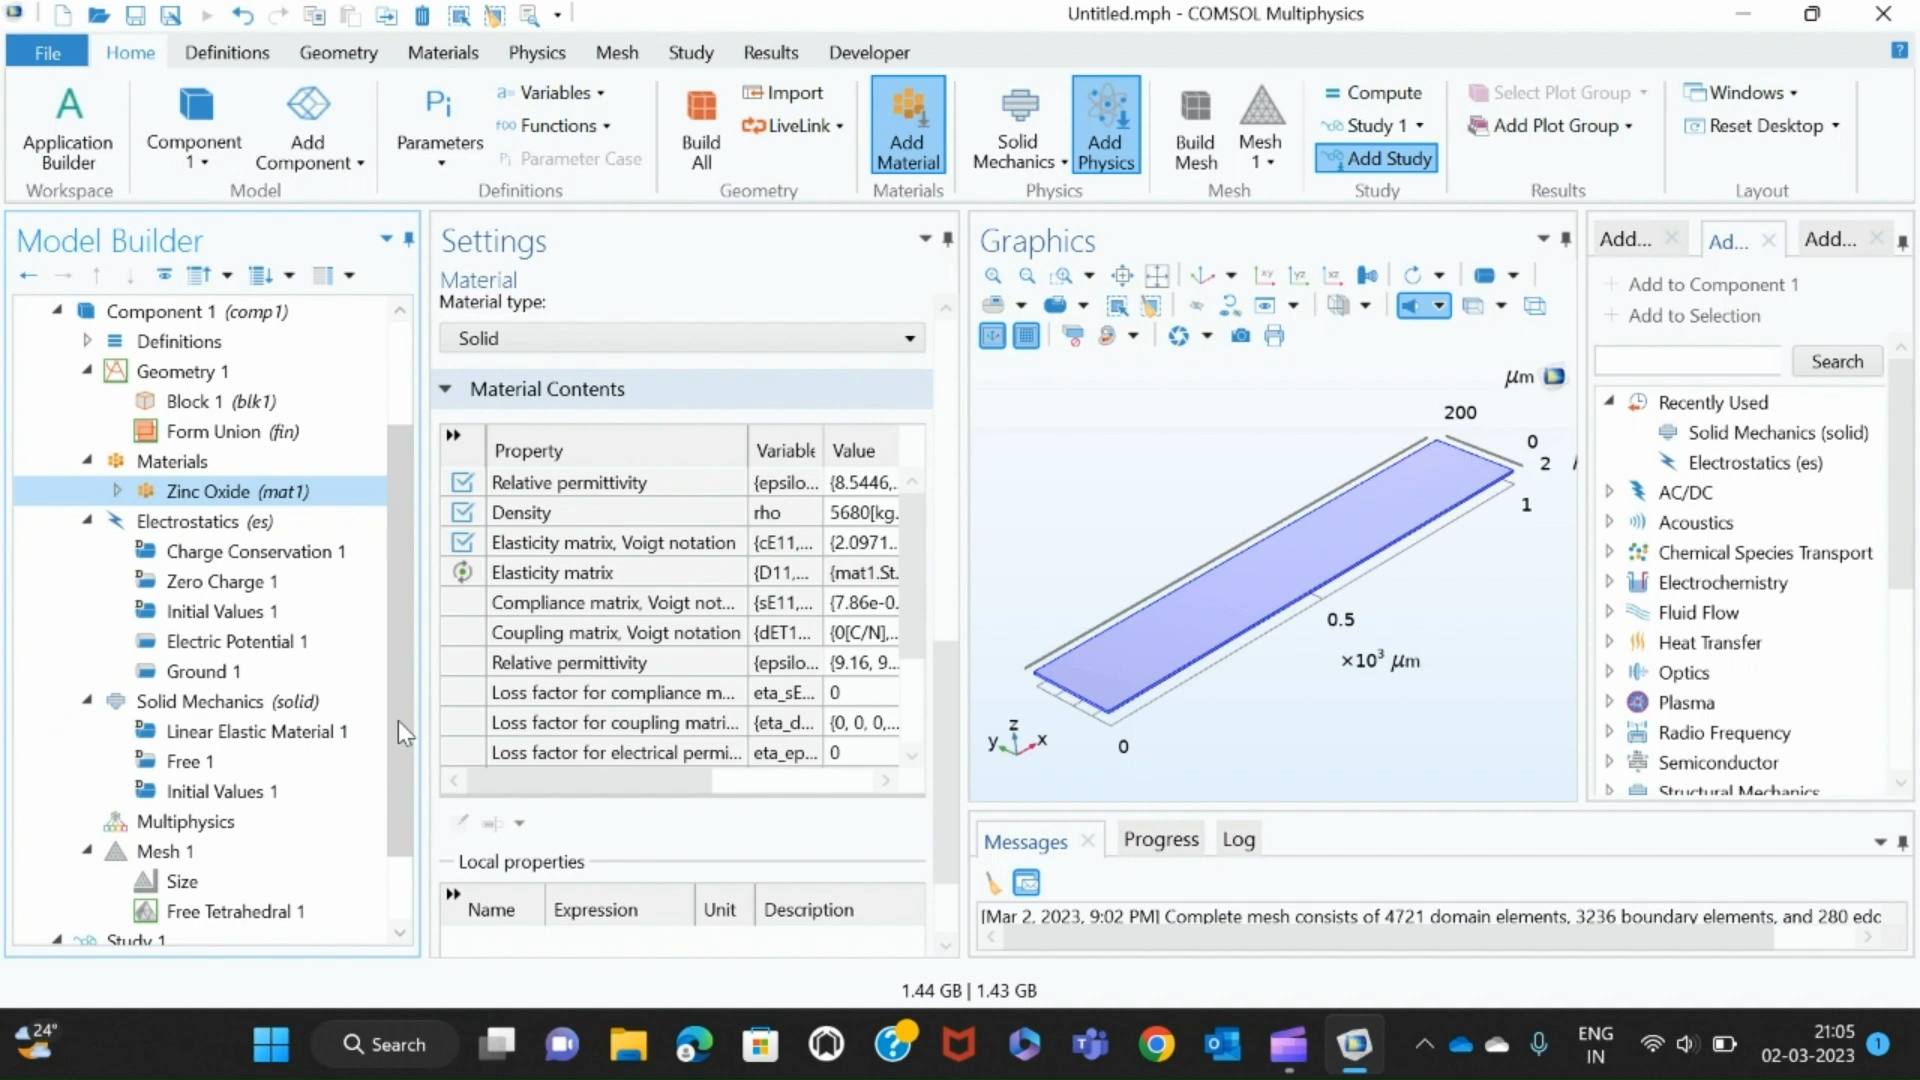 Untitled.mph - COMSOL Multiphysics
File Home Definitions Geometry Materials Physics Mesh Study Results Developer
Application Builder
Workspace
Component 1
Add Component
Model
Pi
Parameters
a= Variables
f(x) Functions
Pi Parameter Case
Definitions
Build All
Import
LiveLink
Geometry
Add Material
Materials
Solid Mechanics
Add Physics
Physics
Build Mesh
Mesh 1
Mesh
= Compute
Study 1
Add Study
Study
Select Plot Group
Add Plot Group
Results
Windows
Reset Desktop
Layout
Model Builder
Component 1 (comp1)
Definitions
Geometry 1
Block 1 (blk1)
Form Union (fin)
Materials
Zinc Oxide (mat1)
Electrostatics (es)
Charge Conservation 1
Zero Charge 1
Initial Values 1
Electric Potential 1
Ground 1
Solid Mechanics (solid)
Linear Elastic Material 1
Free 1
Initial Values 1
Multiphysics
Mesh 1
Size
Free Tetrahedral 1
Study 1
Settings
Material
Material type:
Solid
Material Contents
Property Variable Value
Relative permittivity {epsilo... {8.5446,...
Density rho 5680[kg...
Elasticity matrix, Voigt notation {cE11,... {2.0971...
Elasticity matrix {D11,... {mat1.St...
Compliance matrix, Voigt not... {sE11,... {7.86e-0...
Coupling matrix, Voigt notation {dET1... {0[C/N],...
Relative permittivity {epsilo... {9.16, 9...
Loss factor for compliance m... eta_sE... 0
Loss factor for coupling matri... {eta_d... {0, 0, 0,...
Loss factor for electrical permi... eta_ep... 0
Local properties
Name Expression Unit Description
Graphics
xy yz xz
µm
200
0
2
1
0.5
×10³ µm
0
z
y x
Messages Progress Log
[Mar 2, 2023, 9:02 PM] Complete mesh consists of 4721 domain elements, 3236 boundary elements, and 280 edg
Add... Ad... Add...
+ Add to Component 1
+ Add to Selection
Search
Recently Used
Solid Mechanics (solid)
Electrostatics (es)
AC/DC
Acoustics
Chemical Species Transport
Electrochemistry
Fluid Flow
Heat Transfer
Optics
Plasma
Radio Frequency
Semiconductor
Structural Mechanics
1.44 GB | 1.43 GB
24°
Search
ENG
IN
21:05
02-03-2023
1